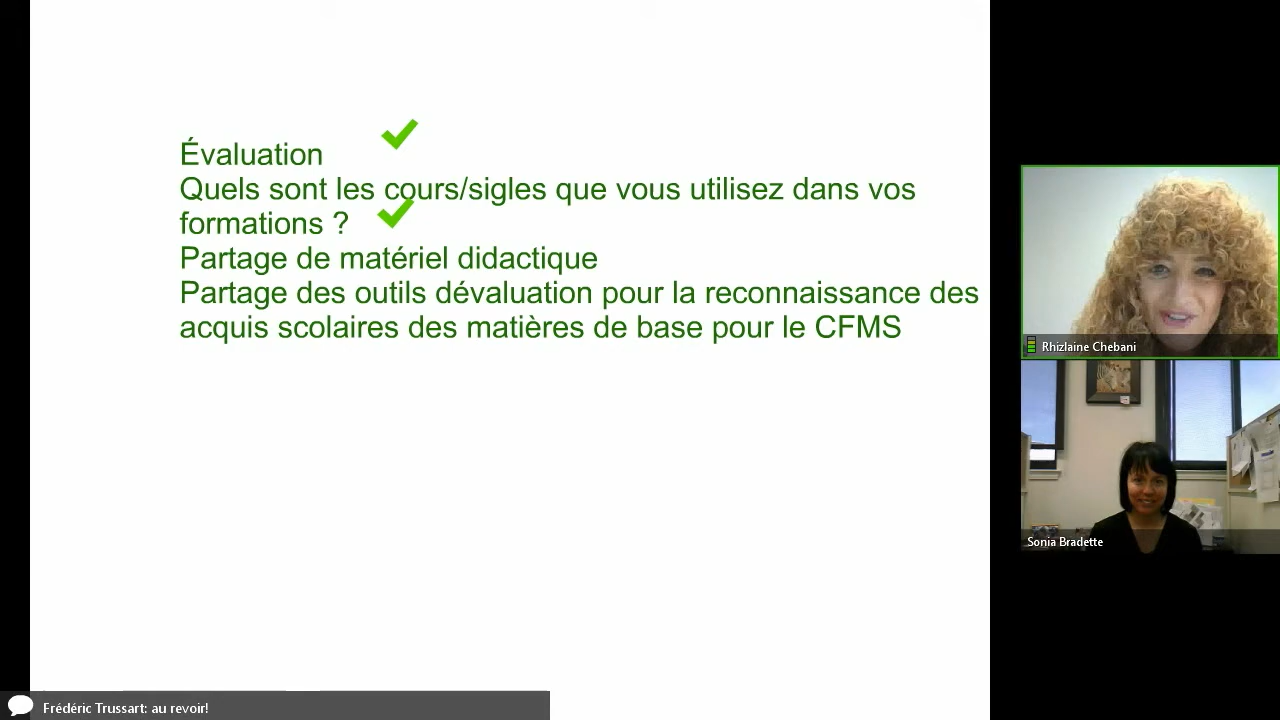 Évaluation
Quels sont les cours/sigles que vous utilisez dans vos
formations ?
Partage de matériel didactique
Partage des outils dévaluation pour la reconnaissance des
acquis scolaires des matières de base pour le CFMS
Rhizlaine Chebani
Sonia Bradette
Frédéric Trussart: au revoir!